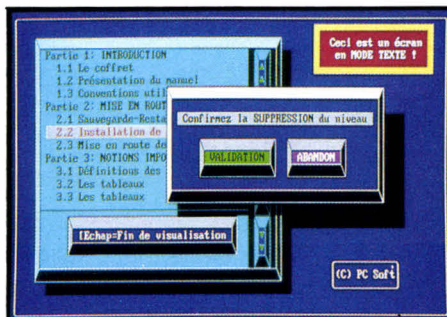 Ceci est un écran
en MODE TEXTE !
Partie 1: INTRODUCTION
1.1 Le coffret
1.2 Présentation du manuel
1.3 Conventions util
Partie 2: MISE EN ROUT
2.1 Sauvegarde-Resta
2.2 Installation de
2.3 Mise en route de
Partie 3: NOTIONS IMPO
3.1 Définitions des
3.2 Les tableaux
3.3 Les tableaux
Confirmez la SUPPRESSION du niveau
VALIDATION
ABANDON
[Echap=Fin de visualisation
(C) PC Soft